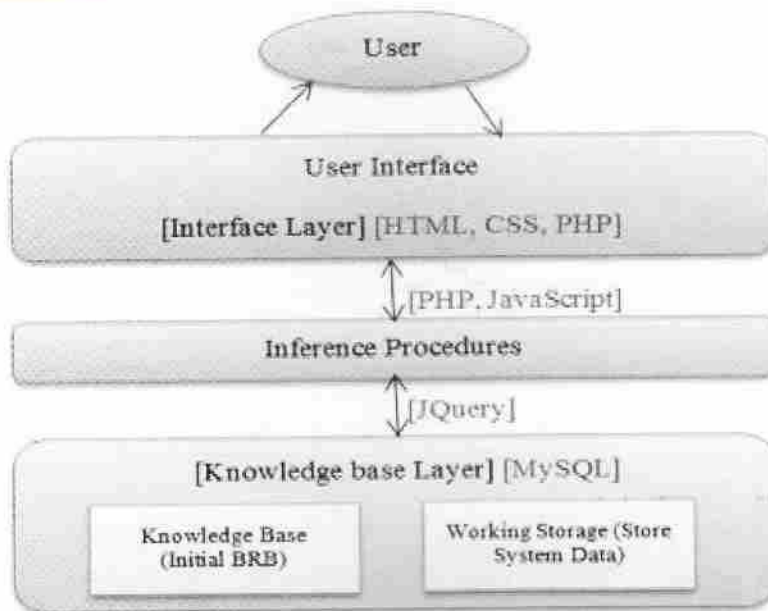 User
User Interface
[Interface Layer] [HTML, CSS, PHP]
[PHP, JavaScript]
Inference Procedures
[JQuery]
[Knowledge base Layer] [MySQL]
Knowledge Base
(Initial BRB)
Working Storage (Store
System Data)